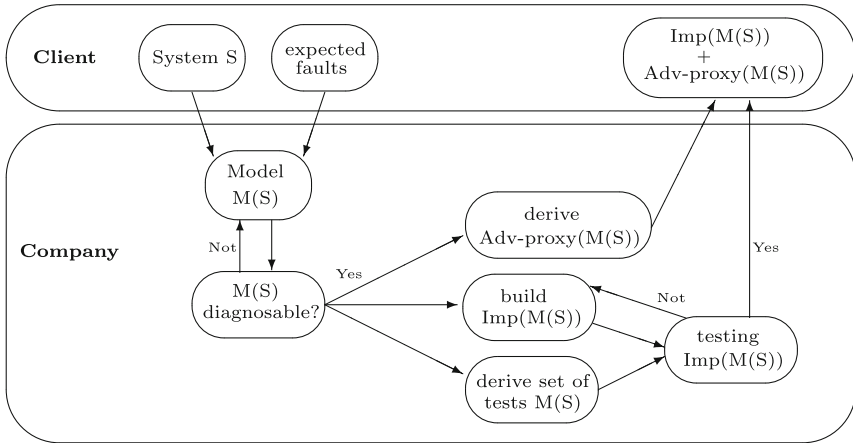 Client
System S
expected
faults
Imp(M(S))
+
Adv-proxy(M(S))
Company
Model
M(S)
Not
M(S)
diagnosable?
Yes
derive
Adv-proxy(M(S))
build
Imp(M(S))
derive set of
tests M(S)
Not
testing
Imp(M(S))
Yes